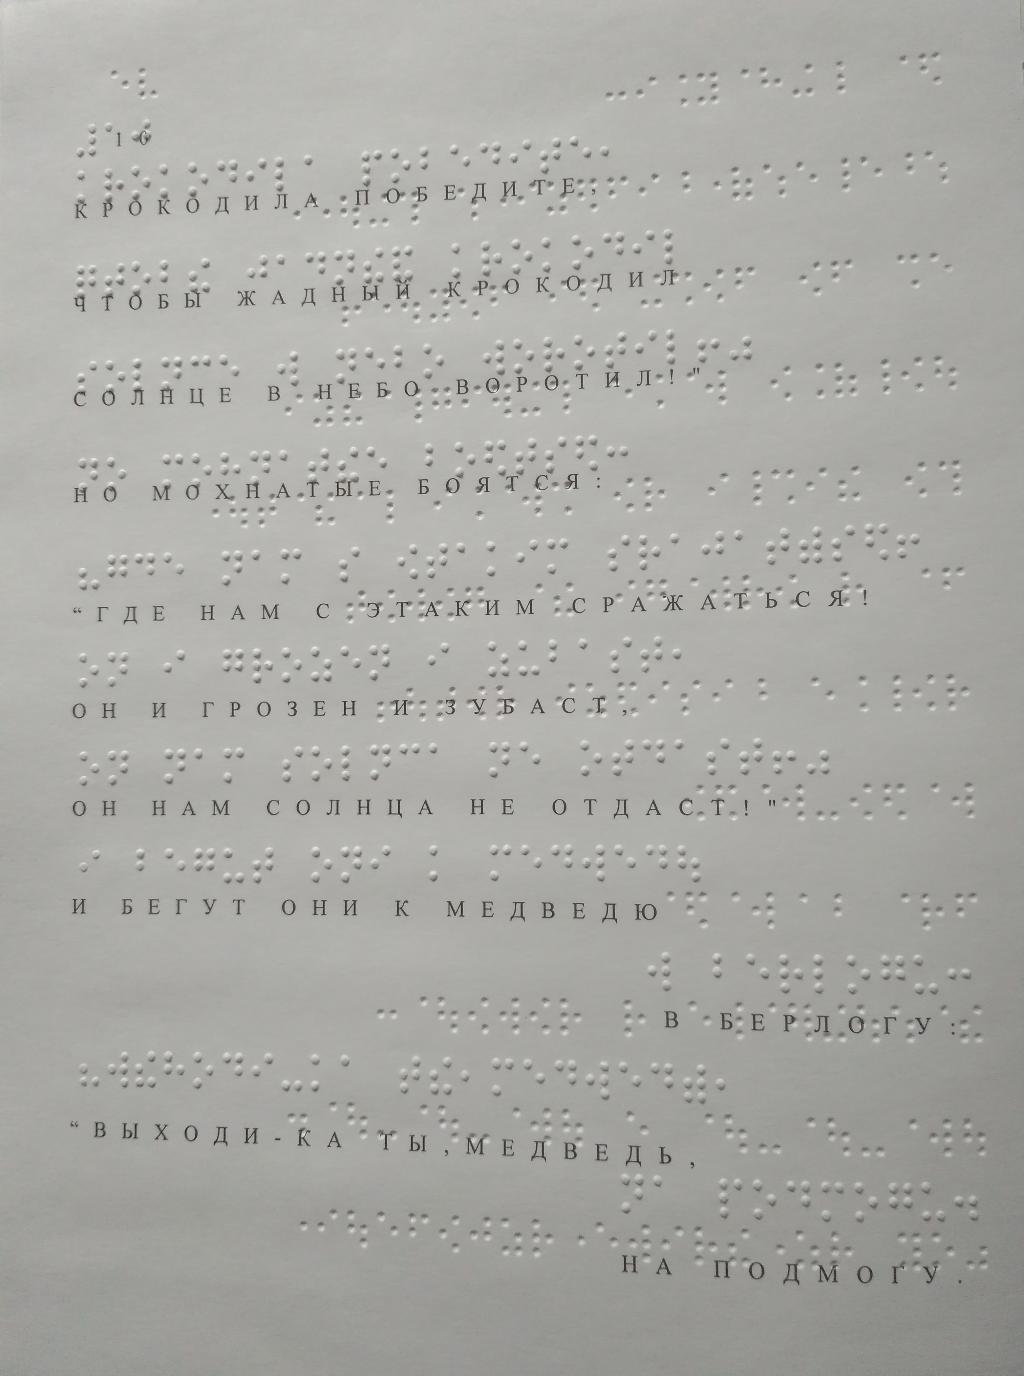 16
КРОКОДИЛА ПОБЕДИТЕ,
ЧТОБЫ ЖАДНЫЙ КРОКОДИЛ
СОЛНЦЕ В НЕБО ВОРОТИЛ!"
НО МОХНАТЫЕ БОЯТСЯ:
“ГДЕ НАМ С ЭТАКИМ СРАЖАТЬСЯ!
ОН И ГРОЗЕН И ЗУБАСТ,
ОН НАМ СОЛНЦА НЕ ОТДАСТ!"
И БЕГУТ ОНИ К МЕДВЕДЮ
В БЕРЛОГУ:
“ВЫХОДИ-КА ТЫ,МЕДВЕДЬ,
НА ПОДМОГУ.